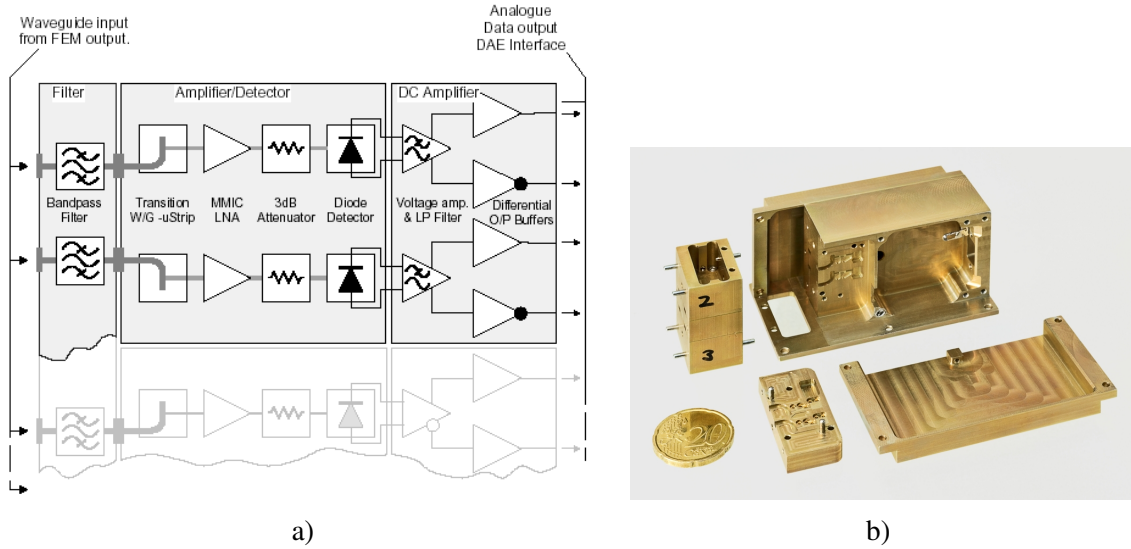 Waveguide input
from FEM output.
Analogue
Data output
DAE Interface
Filter
Amplifier/Detector
DC Amplifier
Bandpass
Filter
Transition
W/G -uStrip
MMIC
LNA
3dB
Attenuator
Diode
Detector
Voltage amp.
& LP Filter
Differential
O/P Buffers
2
3
20
a)
b)